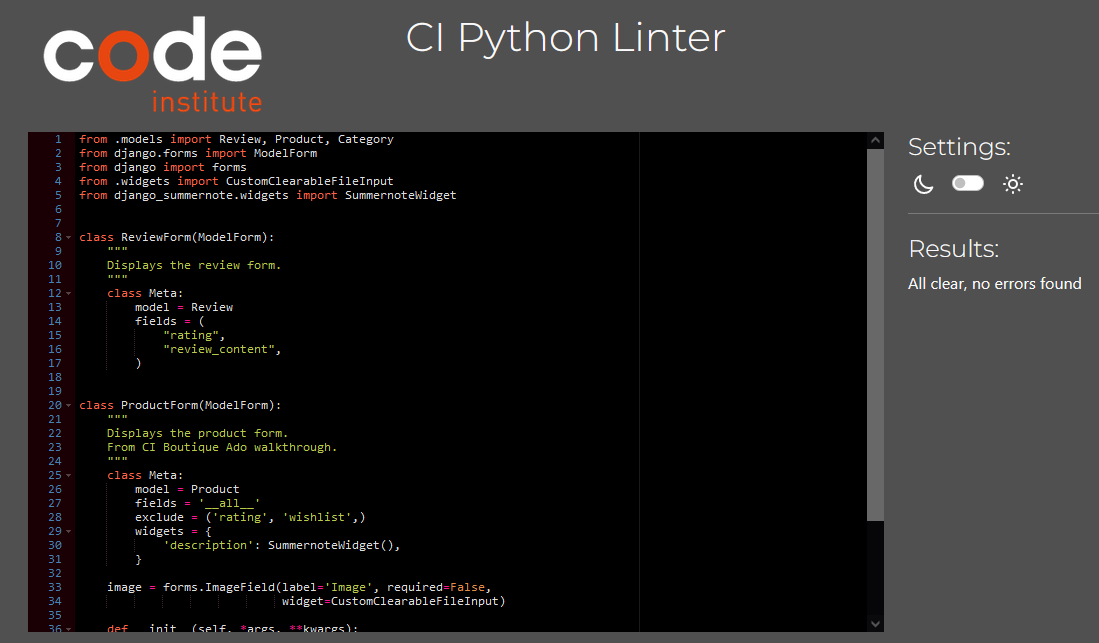 code
institute
CI Python Linter
1 from .models import Review, Product, Category
2 from django.forms import ModelForm
3 from django import forms
4 from .widgets import CustomClearableFileInput
5 from django_summernote.widgets import SummernoteWidget
6
7
8 class ReviewForm(ModelForm):
9     """
10     Displays the review form.
11     """
12     class Meta:
13         model = Review
14         fields = (
15             "rating",
16             "review_content",
17         )
18
19
20 class ProductForm(ModelForm):
21     """
22     Displays the product form.
23     From CI Boutique Ado walkthrough.
24     """
25     class Meta:
26         model = Product
27         fields = '__all__'
28         exclude = ('rating', 'wishlist',)
29         widgets = {
30             'description': SummernoteWidget(),
31         }
32
33     image = forms.ImageField(label='Image', required=False,
34                              widget=CustomClearableFileInput)
35
36     def __init__(self, *args, **kwargs):
Settings:
Results:
All clear, no errors found